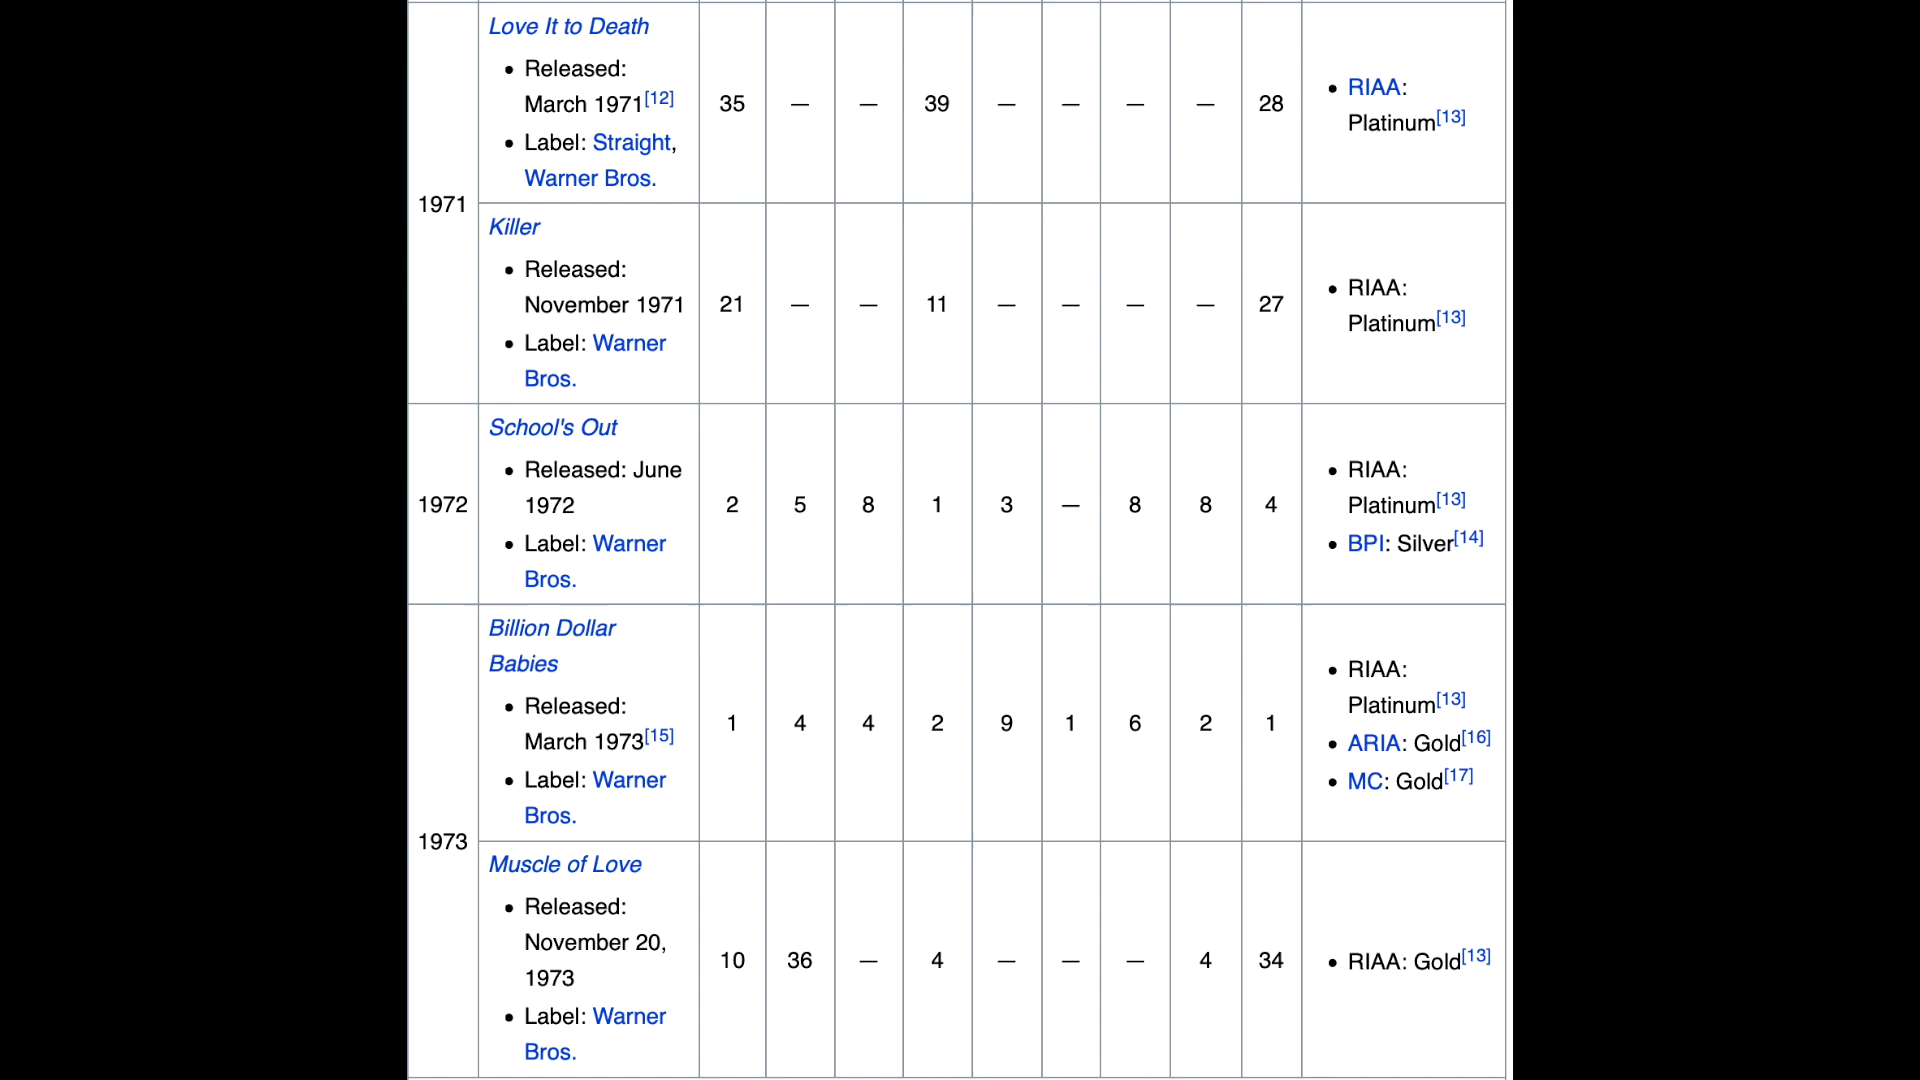 1971
Love It to Death
Released:
March 1971[12]
Label: Straight,
Warner Bros.
35 — — 39 — — — — 28
RIAA:
Platinum[13]
Killer
Released:
November 1971
Label: Warner
Bros.
21 — — 11 — — — — 27
RIAA:
Platinum[13]
1972
School's Out
Released: June
1972
Label: Warner
Bros.
2 5 8 1 3 — 8 8 4
RIAA:
Platinum[13]
BPI: Silver[14]
1973
Billion Dollar
Babies
Released:
March 1973[15]
Label: Warner
Bros.
1 4 4 2 9 1 6 2 1
RIAA:
Platinum[13]
ARIA: Gold[16]
MC: Gold[17]
Muscle of Love
Released:
November 20,
1973
Label: Warner
Bros.
10 36 — 4 — — — 4 34
RIAA: Gold[13]